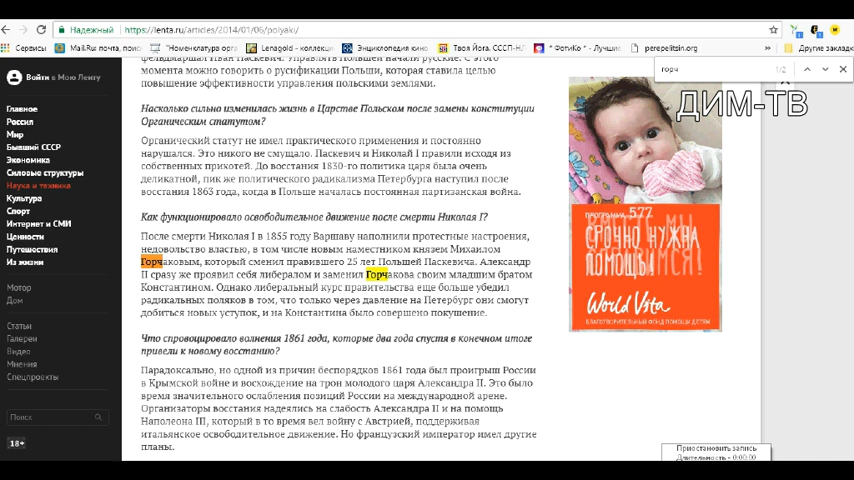 Надежный
https://lenta.ru/articles/2014/01/06/polyaki/
Сервисы
Mail.Ru: почта, поис
"Номенклатура орга
Lenagold - коллекци
Энциклопедия кино
Твоя Йога. СССР-НЛ
* ФотиКо * - Лучши
perepelitsin.org
»
Другие заклад
горч
1/2
ДИМ-ТВ
Войти в Мою Ленту
Главное
Россия
Мир
Бывший СССР
Экономика
Силовые структуры
Наука и техника
Культура
Спорт
Интернет и СМИ
Ценности
Путешествия
Из жизни
Мотор
Дом
Статьи
Галереи
Видео
Мнения
Спецпроекты
Поиск
18+
фельдмаршал Иван Паскевич. Управлять Польшей начали русские. С этого
момента можно говорить о русификации Польши, которая ставила целью
повышение эффективности управления польскими землями.
Насколько сильно изменилась жизнь в Царстве Польском после замены конституции
Органическим статутом?
Органический статут не имел практического применения и постоянно
нарушался. Это никого не смущало. Паскевич и Николай I правили исходя из
собственных прихотей. До восстания 1830-го политика царя была очень
деликатной, пик же политического радикализма Петербурга наступил после
восстания 1863 года, когда в Польше началась постоянная партизанская война.
Как функционировало освободительное движение после смерти Николая I?
После смерти Николая I в 1855 году Варшаву наполнили протестные настроения,
недовольство властью, в том числе новым наместником князем Михаилом
Горчаковым, который сменил правившего 25 лет Польшей Паскевича. Александр
II сразу же проявил себя либералом и заменил Горчакова своим младшим братом
Константином. Однако либеральный курс правительства еще больше убедил
радикальных поляков в том, что только через давление на Петербург они смогут
добиться новых уступок, и на Константина было совершено покушение.
Что спровоцировало волнения 1861 года, которые два года спустя в конечном итоге
привели к новому восстанию?
Парадоксально, но одной из причин беспорядков 1861 года был проигрыш России
в Крымской войне и восхождение на трон молодого царя Александра II. Это было
время значительного ослабления позиций России на международной арене.
Организаторы восстания надеялись на слабость Александра II и на помощь
Наполеона III, который в то время вел войну с Австрией, поддерживая
итальянское освободительное движение. Но французский император имел другие
планы.
СРОЧНО НУЖНА
ПОМОЩЬ!
World Vita
БЛАГОТВОРИТЕЛЬНЫЙ ФОНД ПОМОЩИ ДЕТЯМ
Приостановить запись
Длительность • 0:00:00